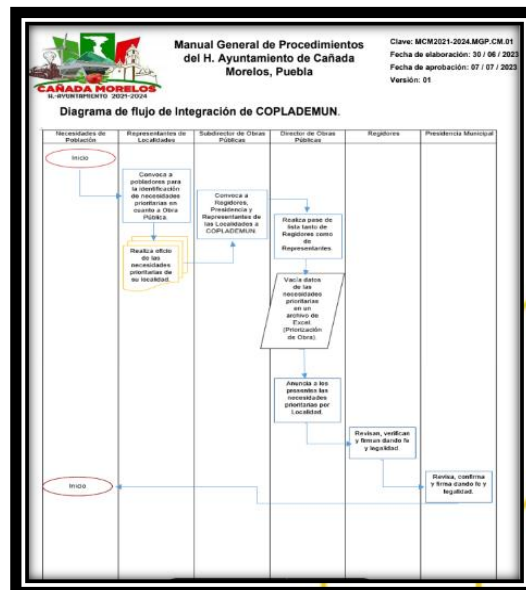 Manual General de Procedimientos
del H. Ayuntamiento de Cañada
Morelos, Puebla
Clave: MCM2021-2024.MGP.CM.01
Fecha de elaboración: 30 / 06 / 2023
Fecha de aprobación: 07 / 07 / 2023
Versión: 01
CAÑADA MORELOS
H. AYUNTAMIENTO 2021-2024
Diagrama de flujo de Integración de COPLADEMUN.
Necesidades de
Población
Representantes de
Localidades
Subdirector de Obras
Públicas
Director de Obras
Públicas
Regidores
Presidencia Municipal
Inicio
Convoca a
pobladores para
la identificación
de necesidades
prioritarias en
cuanto a Obra
Pública.
Realiza oficio
de las
necesidades
prioritarias de
su localidad.
Convoca a
Regidores,
Presidencia y
Representantes de
las Localidades a
COPLADEMUN.
Realiza pase de
lista tanto de
Regidores como
de
Representantes.
Vacía datos
de las
necesidades
prioritarias
en un
archivo de
Excel.
(Priorización
de Obra).
Anuncia a los
presentes las
necesidades
prioritarias por
Localidad.
Revisan, verifican
y firman dando fe
y legalidad.
Revisa, confirma
y firma dando fe y
legalidad.
Inicio